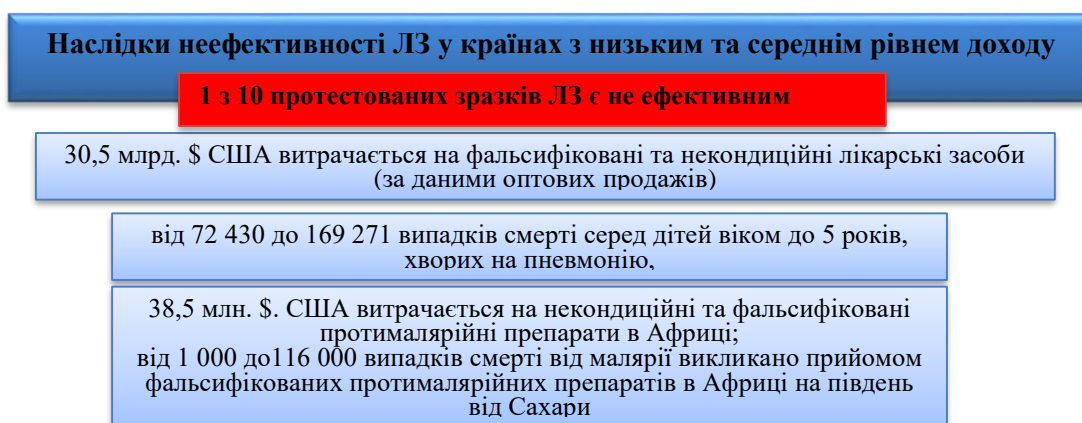 Наслідки неефективності ЛЗ у країнах з низьким та середнім рівнем доходу
1 з 10 протестованих зразків ЛЗ є не ефективним
30,5 млрд. $ США витрачається на фальсифіковані та некондиційні лікарські засоби
(за даними оптових продажів)
від 72 430 до 169 271 випадків смерті серед дітей віком до 5 років,
хворих на пневмонію,
38,5 млн. $. США витрачається на некондиційні та фальсифіковані
протималярійні препарати в Африці;
від 1 000 до116 000 випадків смерті від малярії викликано прийомом
фальсифікованих протималярійних препаратів в Африці на південь
від Сахари